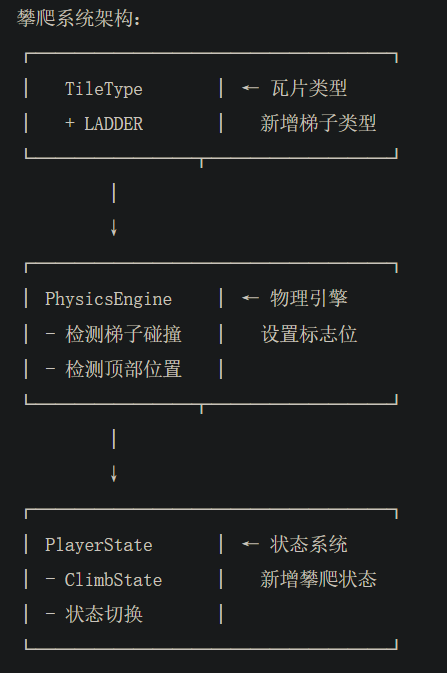 攀爬系统架构：
TileType ← 瓦片类型
+ LADDER 新增梯子类型
↓
PhysicsEngine ← 物理引擎
- 检测梯子碰撞 设置标志位
- 检测顶部位置
↓
PlayerState ← 状态系统
- ClimbState 新增攀爬状态
- 状态切换